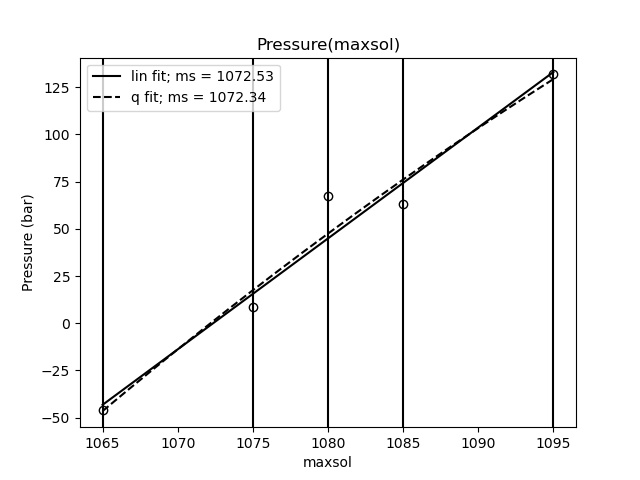 Pressure(maxsol)
lin fit; ms = 1072.53
q fit; ms = 1072.34
125
100
75
50
25
0
−25
−50
Pressure (bar)
1065 1070 1075 1080 1085 1090 1095
maxsol